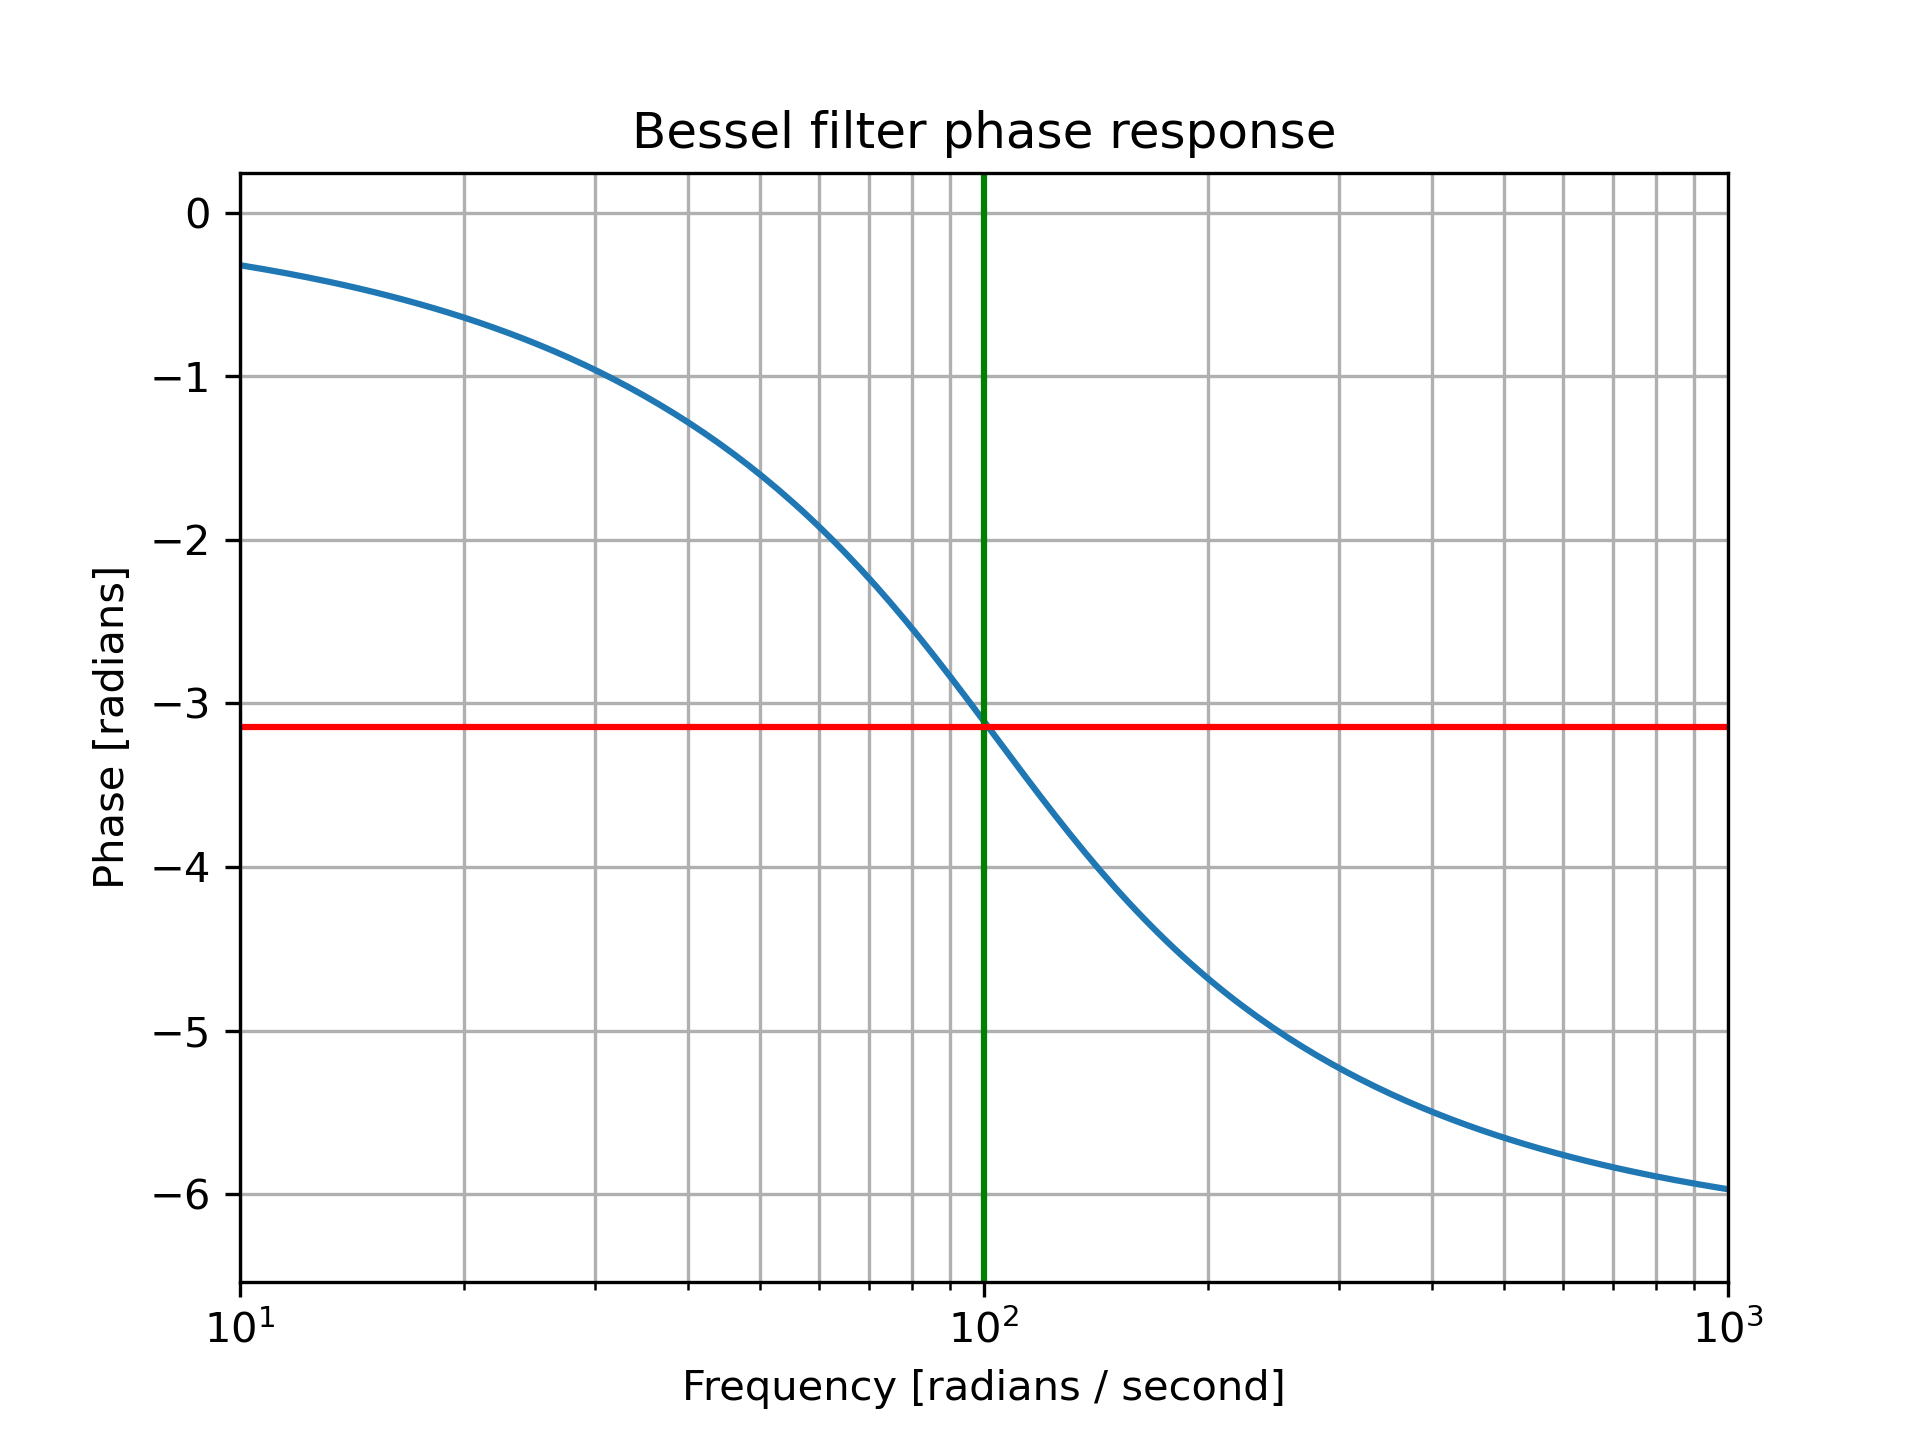 Bessel filter phase response
0
−1
−2
−3
−4
−5
−6
Phase [radians]
10¹ 10² 10³
Frequency [radians / second]